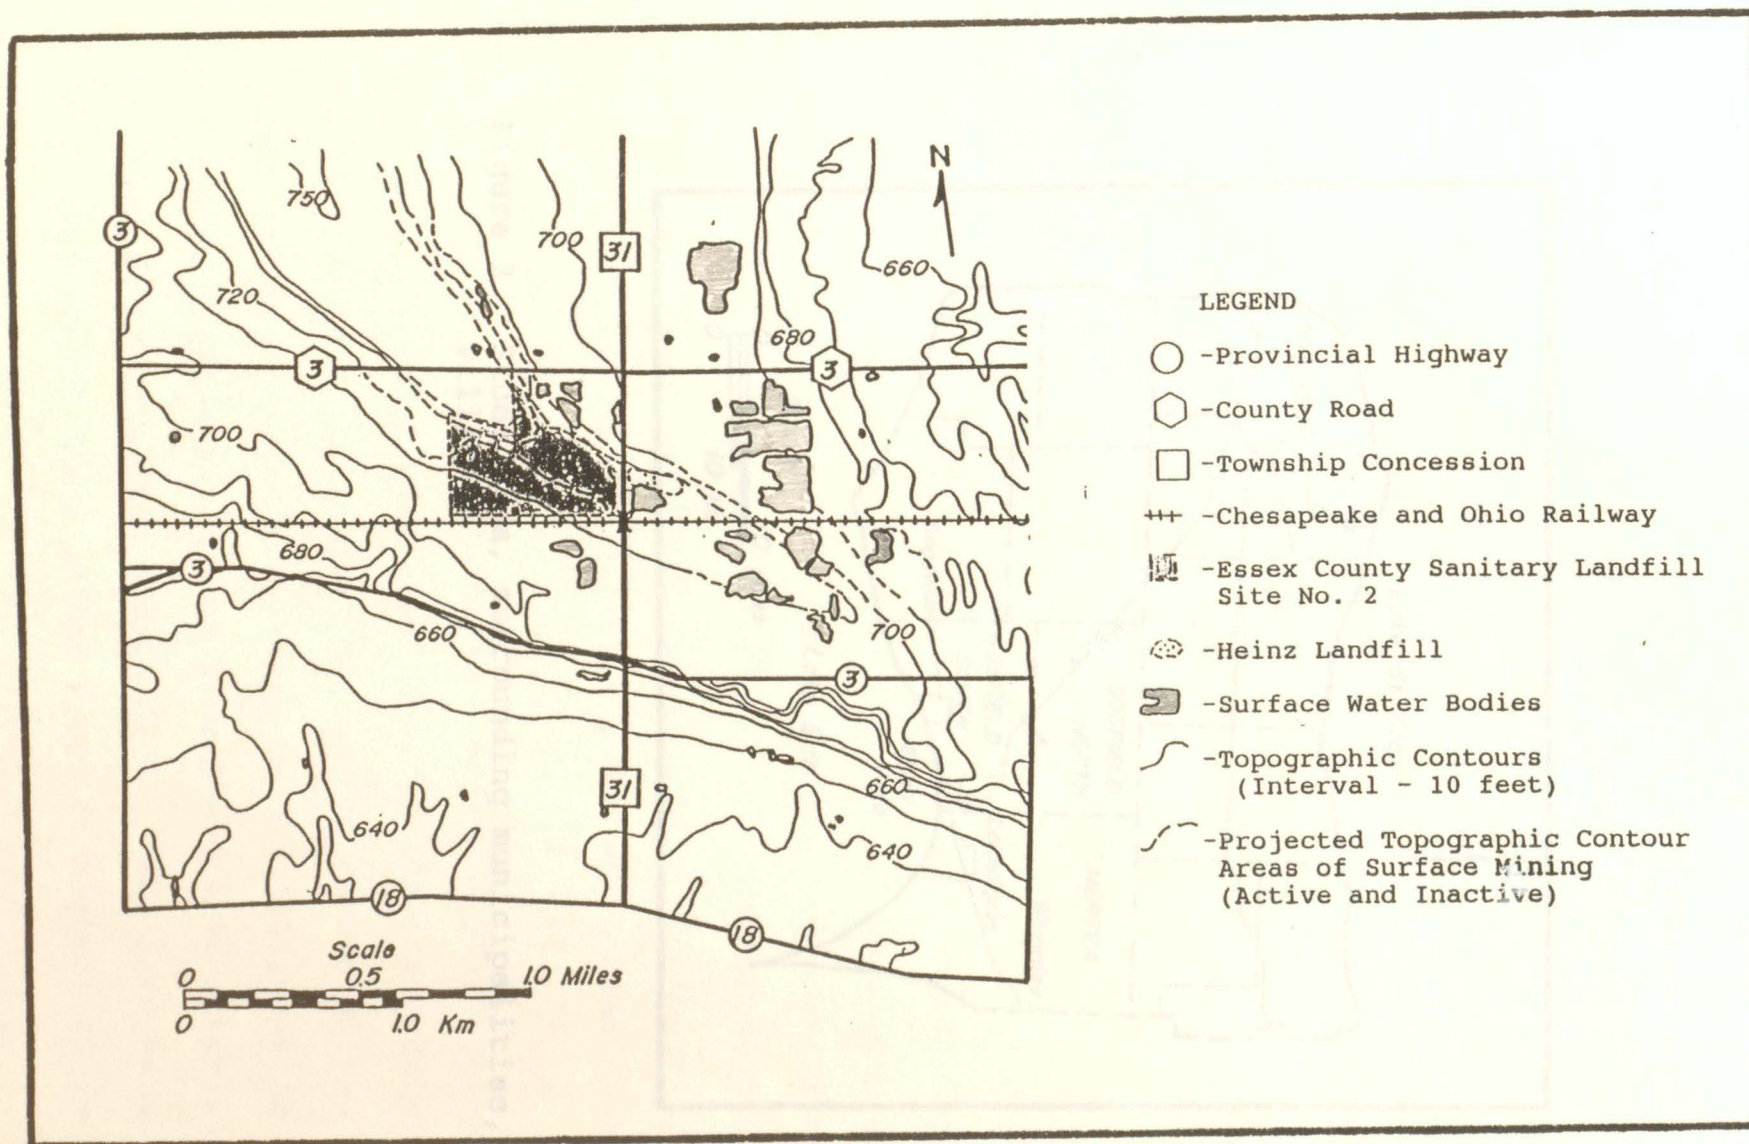 750
N
3
700
31
660
720
680
3
3
700
680
3
660
700
3
31
660
640
640
18
18
Scale
0 0.5 1.0 Miles
0 1.0 Km
LEGEND
-Provincial Highway
-County Road
-Township Concession
-Chesapeake and Ohio Railway
-Essex County Sanitary Landfill
Site No. 2
-Heinz Landfill
-Surface Water Bodies
-Topographic Contours
(Interval - 10 feet)
-Projected Topographic Contour
Areas of Surface Mining
(Active and Inactive)